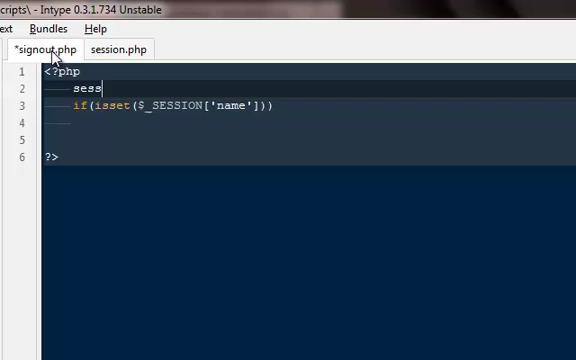 cripts\ - Intype 0.3.1.734 Unstable
ext Bundles Help
*signout.php session.php
1 <?php
2 sess
3 if(isset($_SESSION['name']))
4
5
6 ?>